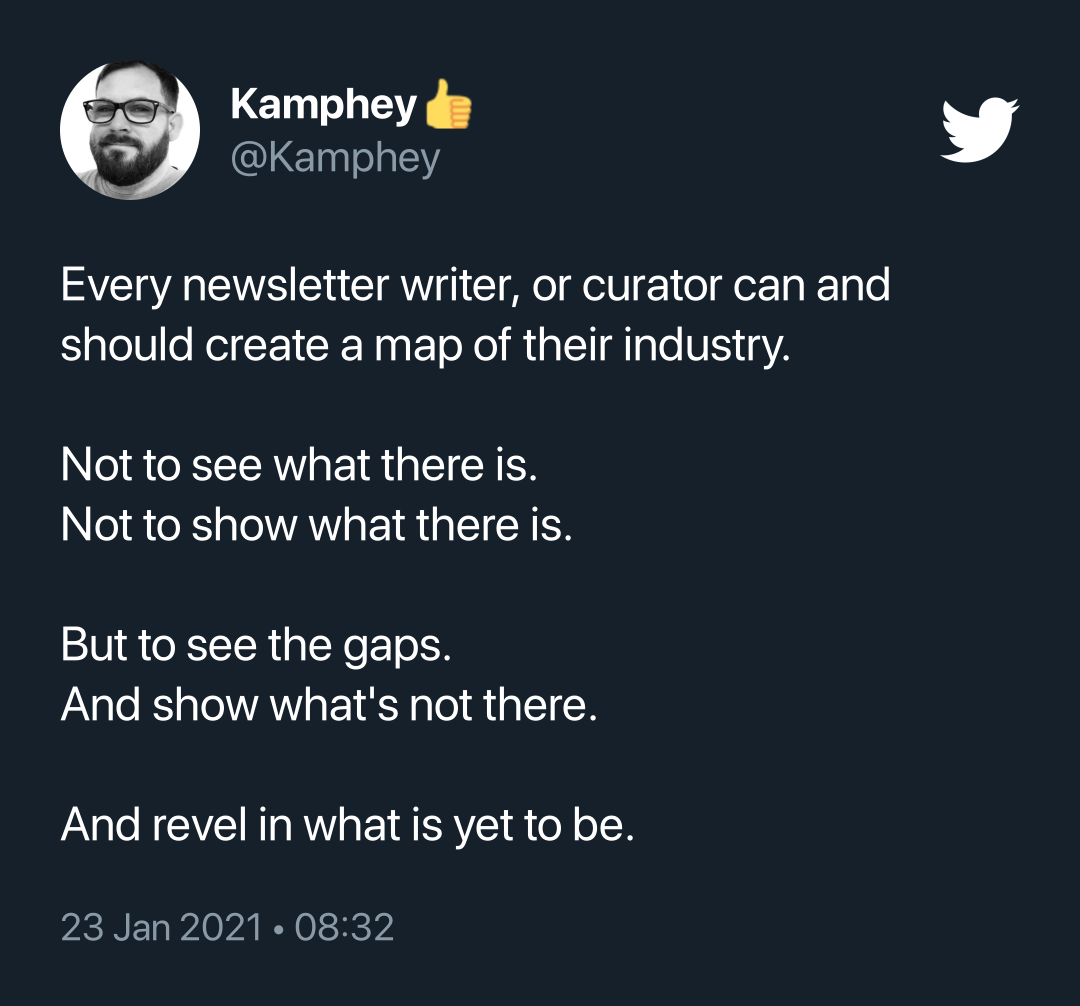 Kamphey👍
@Kamphey
Every newsletter writer, or curator can and
should create a map of their industry.
Not to see what there is.
Not to show what there is.
But to see the gaps.
And show what's not there.
And revel in what is yet to be.
23 Jan 2021 • 08:32